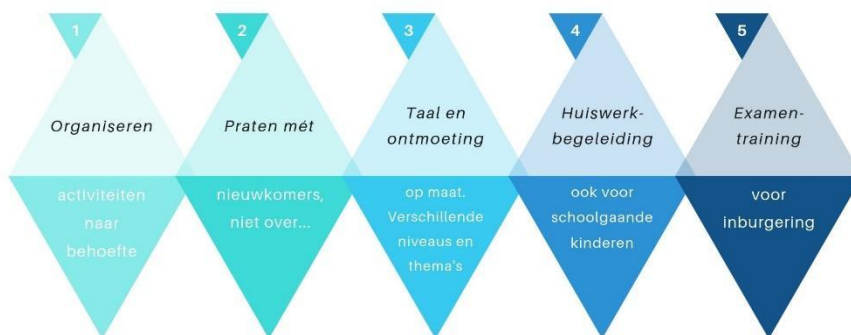 1
Organiseren
activiteiten
naar
behoefte
2
Praten mét
nieuwkomers,
niet over...
3
Taal en
ontmoeting
op maat.
Verschillende
niveaus en
thema's
4
Huiswerk-
begeleiding
ook voor
schoolgaande
kinderen
5
Examen-
training
voor
inburgering